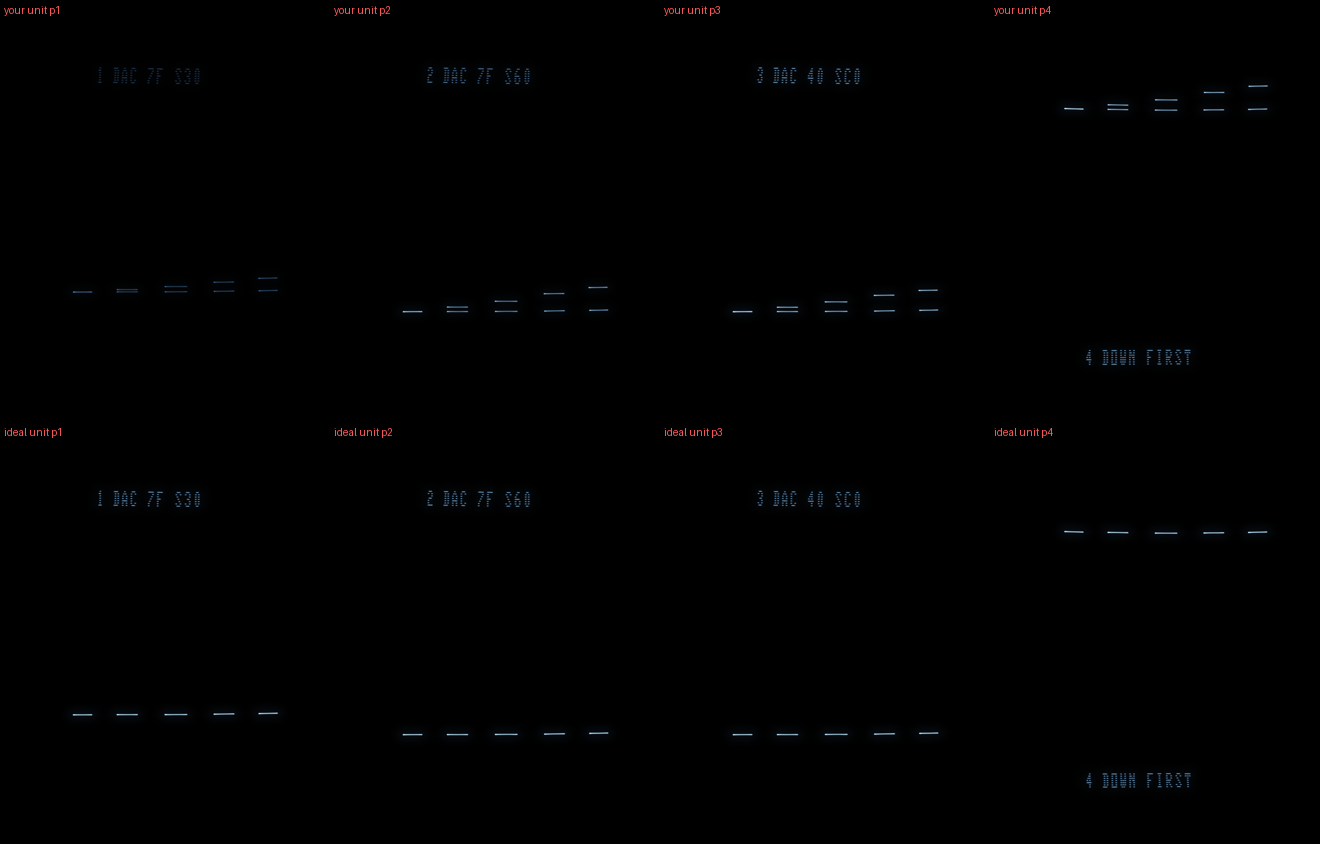 your unit p1
your unit p2
your unit p3
your unit p4
1 DAC 7F S30
2 DAC 7F S60
3 DAC 40 SC0
4 DOWN FIRST
ideal unit p1
ideal unit p2
ideal unit p3
ideal unit p4
1 DAC 7F S30
2 DAC 7F S60
3 DAC 40 SC0
4 DOWN FIRST